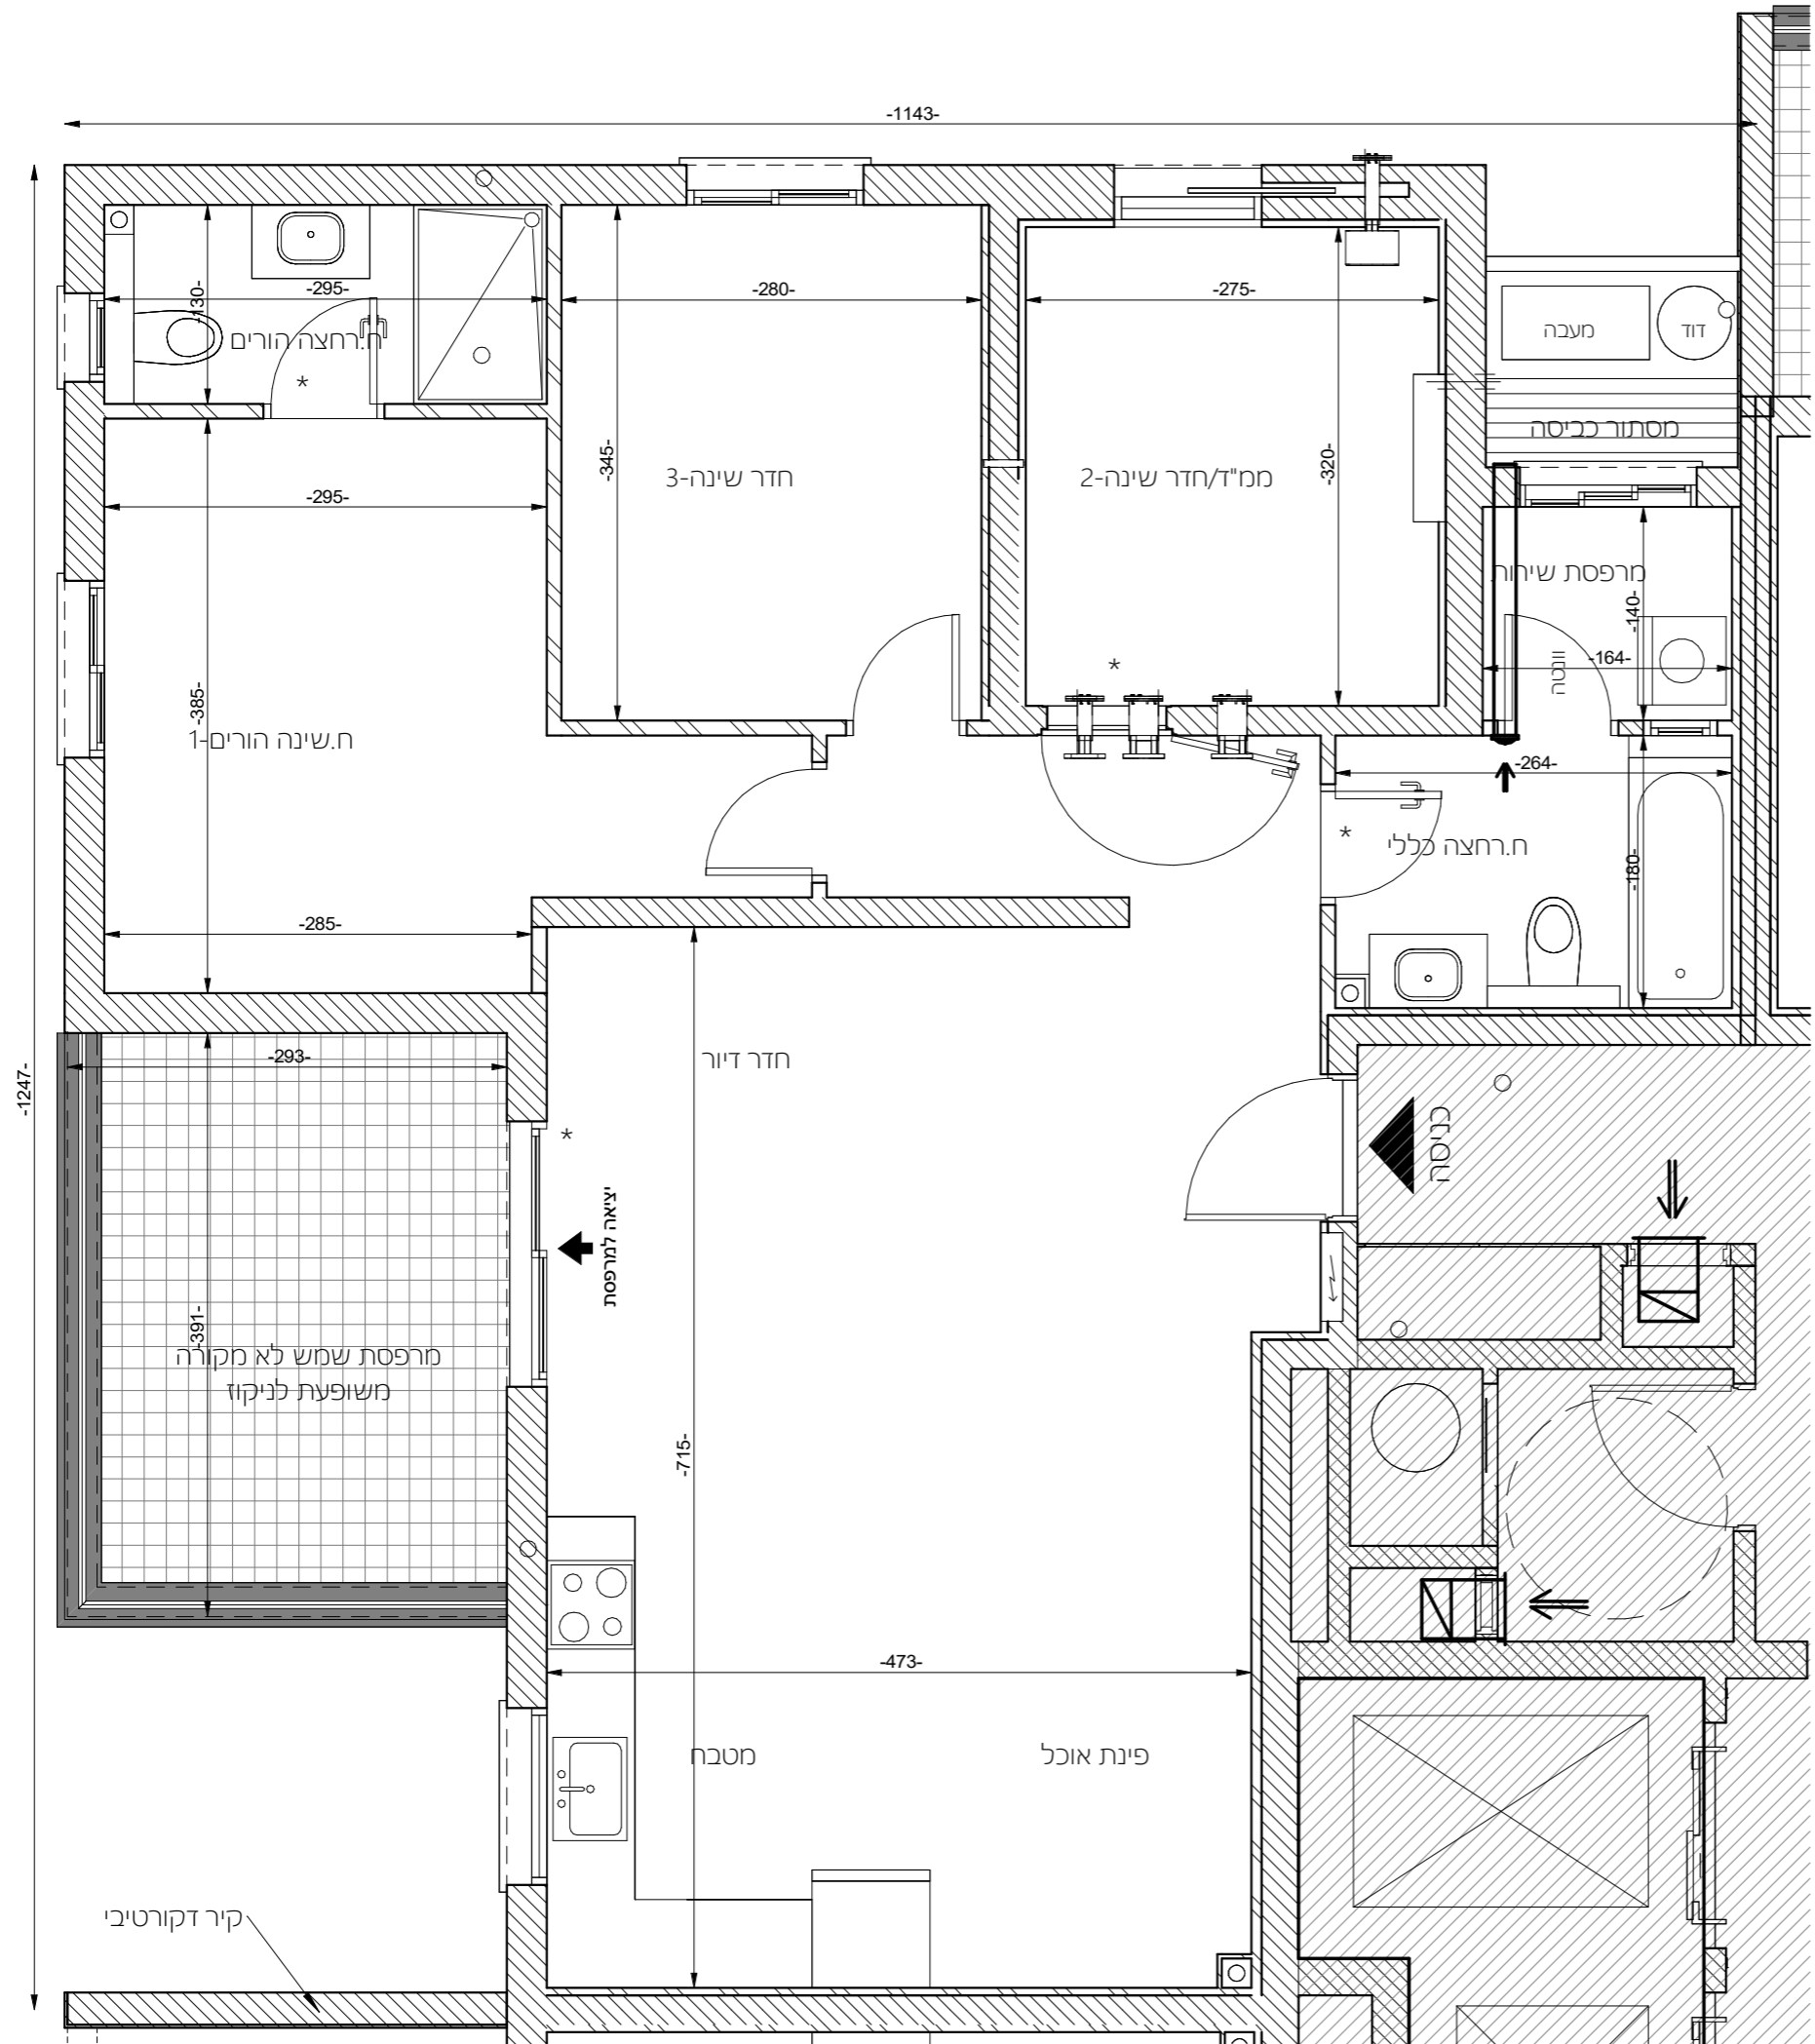 -1143-
-295-
-130-
ח.רחצה הורים
*
-280-
-275-
מעבה
דוד
מסתור כביסה
-345-
חדר שינה-3
-320-
ממ"ד/חדר שינה-2
-295-
מרפסת שירות
-140-
-164-
וונטה
*
-385-
ח.שינה הורים-1
-264-
*
ח.רחצה כללי
-180-
-285-
-1247-
-293-
חדר דיור
כניסה
*
יציאה למרפסת
-391-
מרפסת שמש לא מקורה
משופעת לניקוז
-715-
-473-
מטבח
פינת אוכל
קיר דקורטיבי